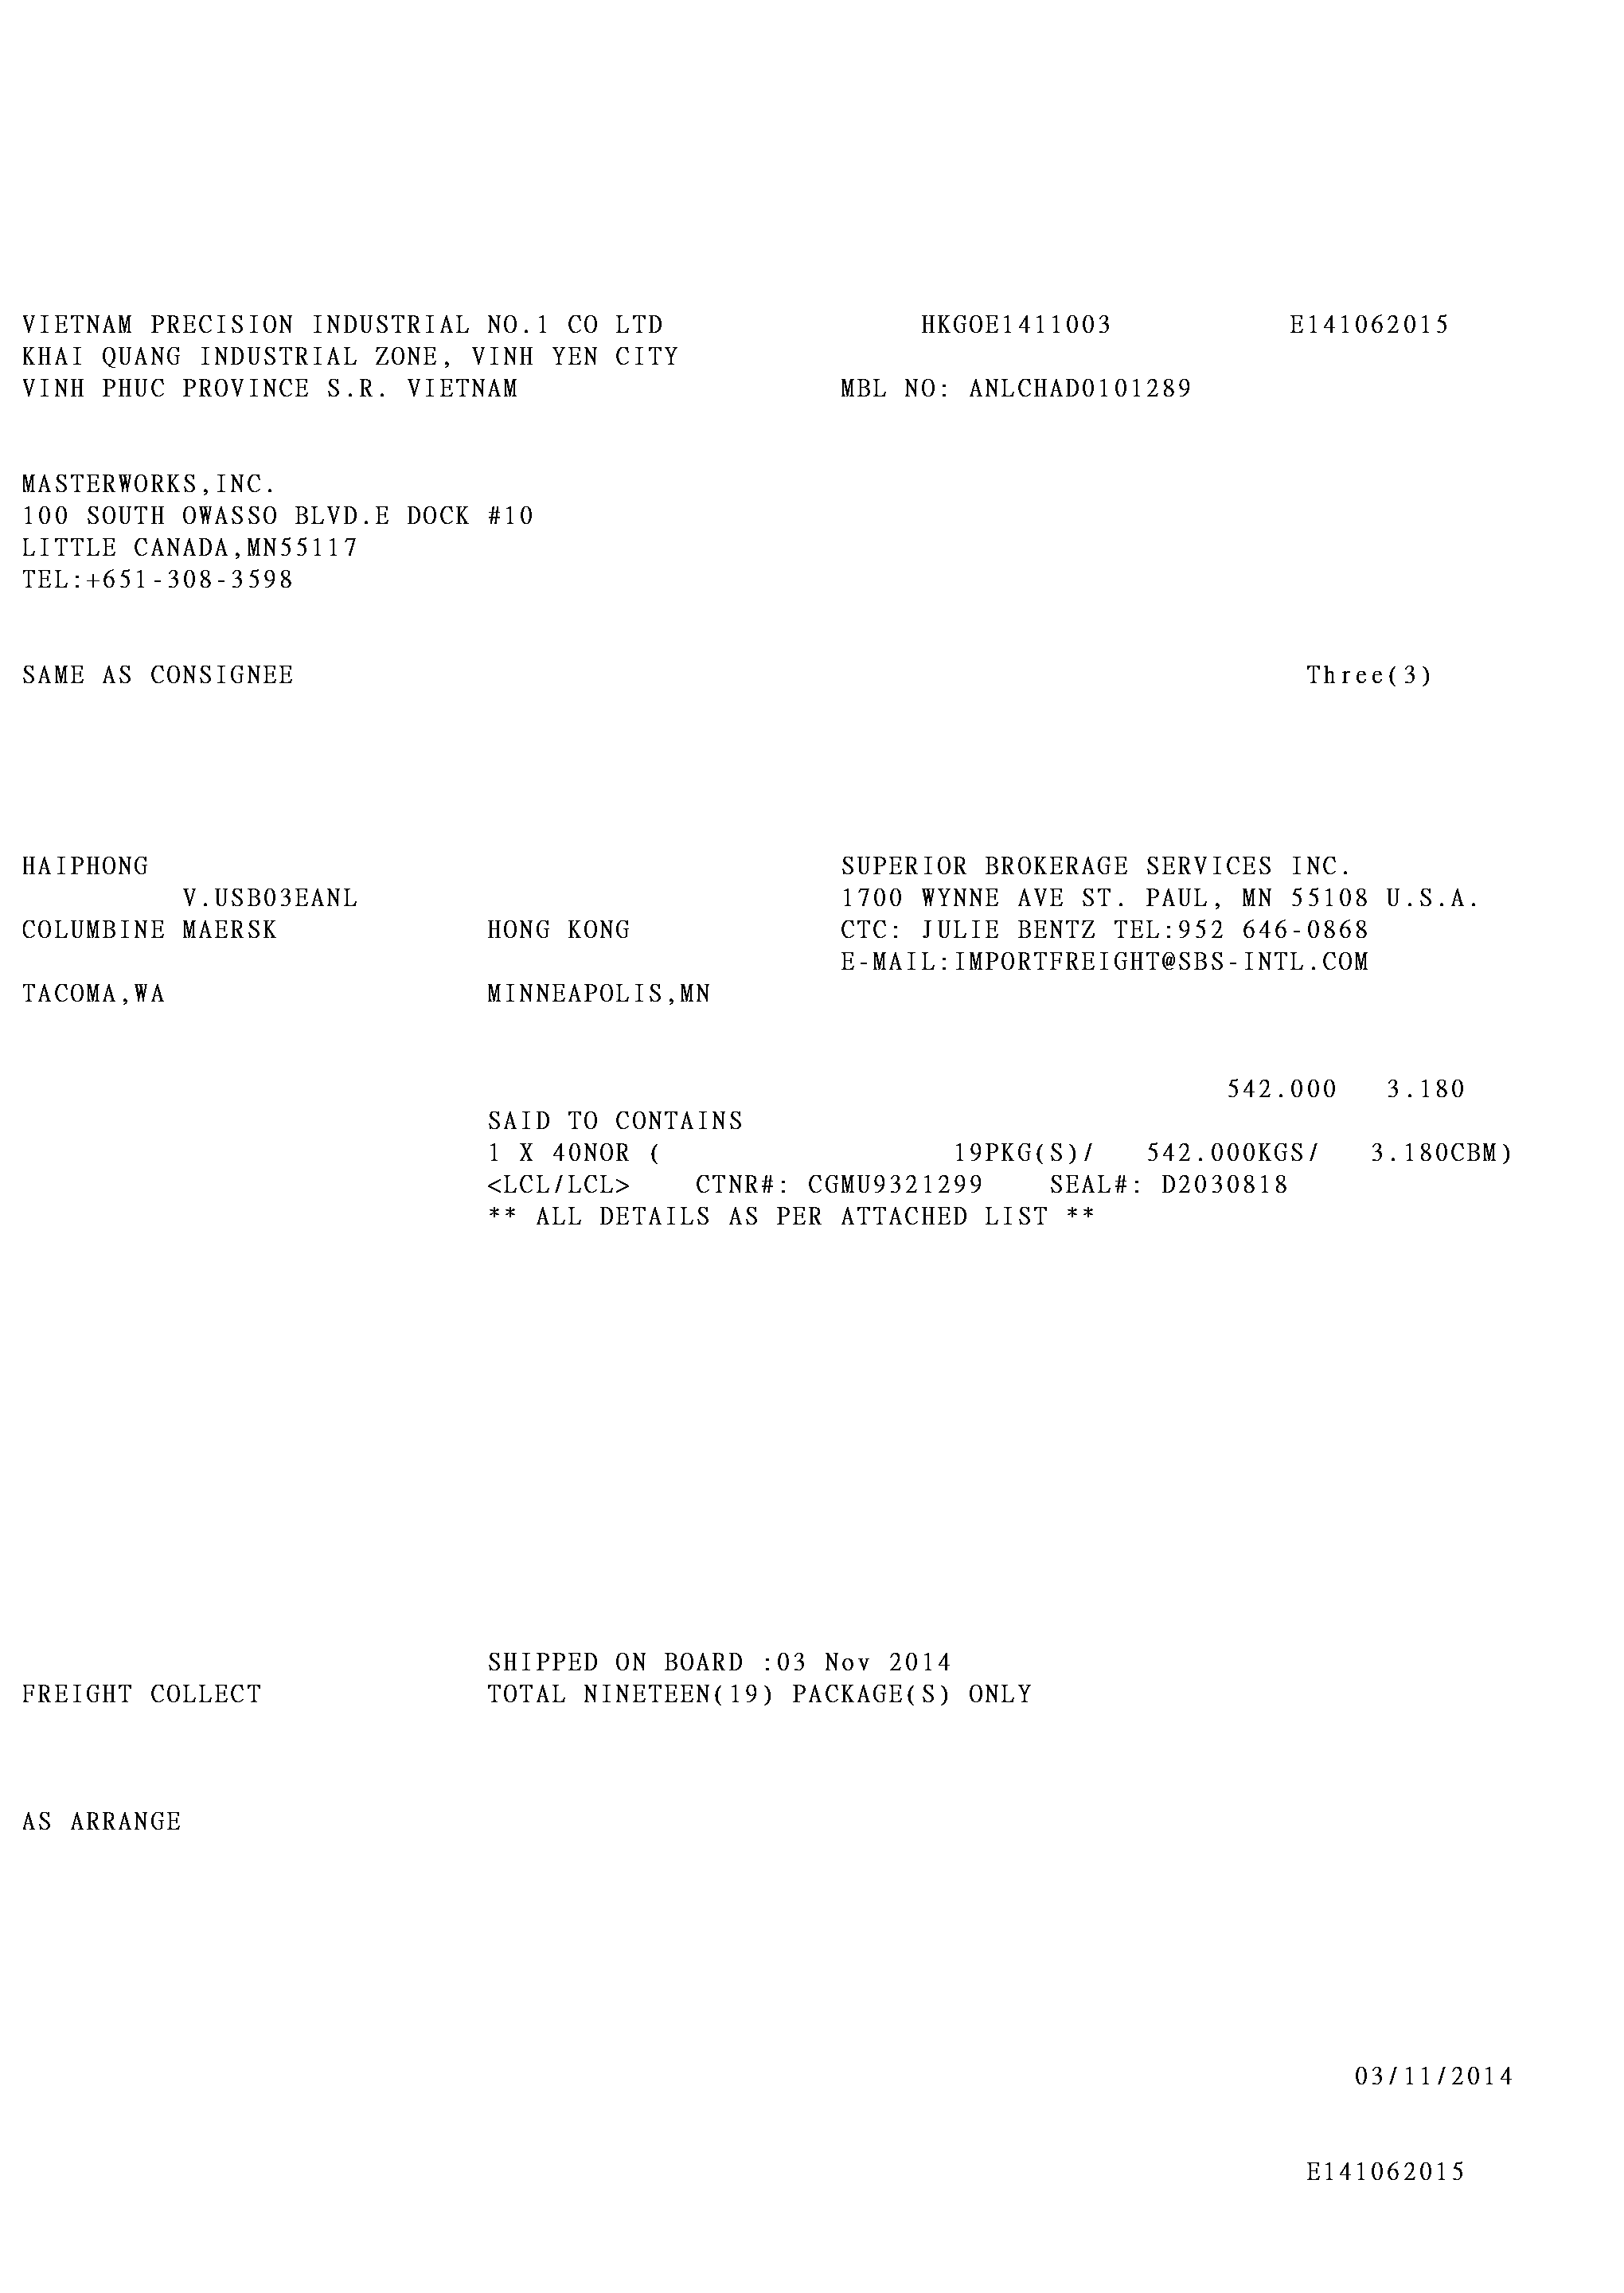 VIETNAM PRECISION INDUSTRIAL NO.1 CO LTD HKGOE1411003 E141062015
KHAI QUANG INDUSTRIAL ZONE, VINH YEN CITY
VINH PHUC PROVINCE S.R. VIETNAM MBL NO: ANLCHAD0101289
MASTERWORKS,INC.
100 SOUTH OWASSO BLVD.E DOCK #10
LITTLE CANADA,MN55117
TEL:+651-308-3598
SAME AS CONSIGNEE Three(3)
HAIPHONG SUPERIOR BROKERAGE SERVICES INC.
V.USB03EANL 1700 WYNNE AVE ST. PAUL, MN 55108 U.S.A.
COLUMBINE MAERSK HONG KONG CTC: JULIE BENTZ TEL:952 646-0868
E-MAIL:IMPORTFREIGHT@SBS-INTL.COM
TACOMA,WA MINNEAPOLIS,MN
542.000 3.180
SAID TO CONTAINS
1 X 40NOR ( 19PKG(S)/ 542.000KGS/ 3.180CBM)
<LCL/LCL> CTNR#: CGMU9321299 SEAL#: D2030818
** ALL DETAILS AS PER ATTACHED LIST **
SHIPPED ON BOARD :03 Nov 2014
FREIGHT COLLECT TOTAL NINETEEN(19) PACKAGE(S) ONLY
AS ARRANGE
03/11/2014
E141062015